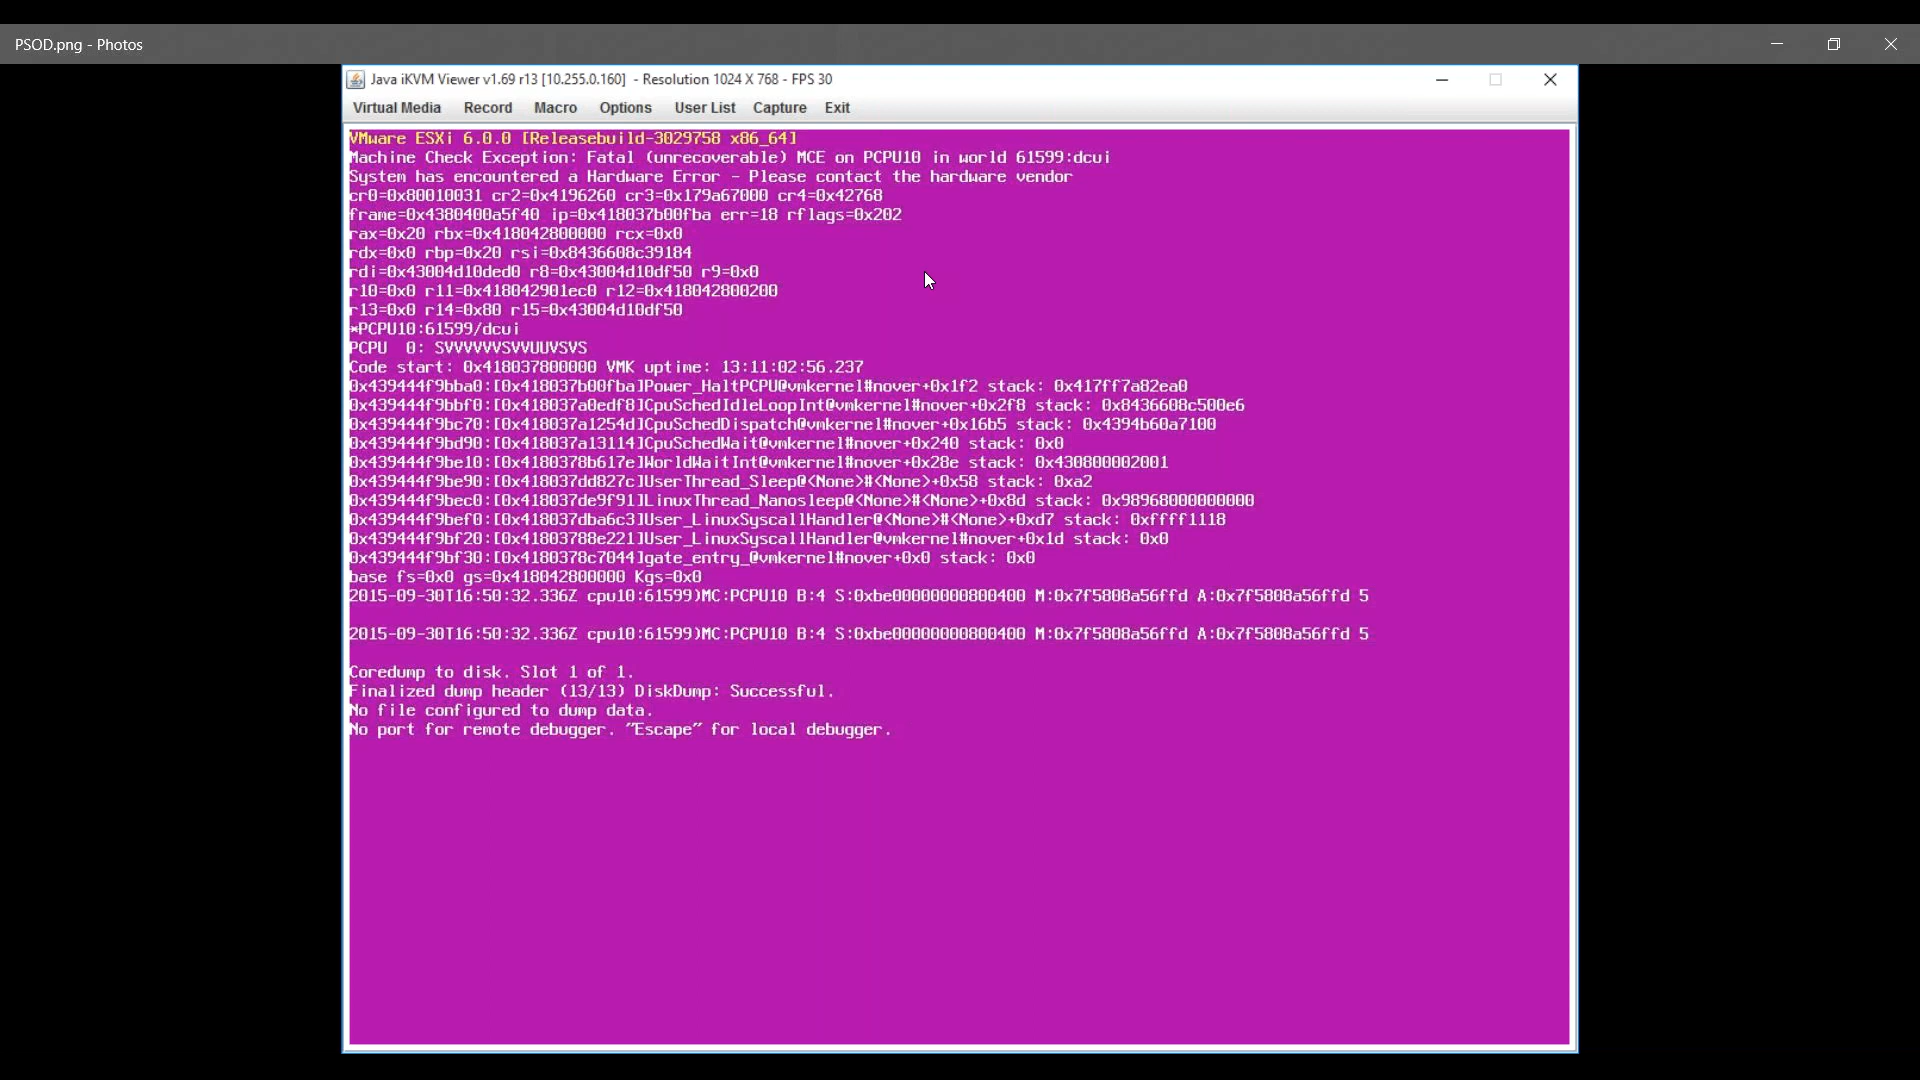 PSOD.png - Photos
Java iKVM Viewer v1.69 r13 [10.255.0.160] - Resolution 1024 X 768 - FPS 30
Virtual Media Record Macro Options User List Capture Exit
VMware ESXi 6.0.0 [Releasebuild-3029758 x86_64]
Machine Check Exception: Fatal (unrecoverable) MCE on PCPU10 in world 61599:dcui
System has encountered a Hardware Error - Please contact the hardware vendor
cr0=0x80010031 cr2=0x4196260 cr3=0x179a67000 cr4=0x42768
frame=0x4380400a5f40 ip=0x418037b00fba err=18 rflags=0x202
rax=0x20 rbx=0x418042800000 rcx=0x0
rdx=0x0 rbp=0x20 rsi=0x8436608c39184
rdi=0x43004d10ded0 r8=0x43004d10df50 r9=0x0
r10=0x0 r11=0x418042901ec0 r12=0x418042800200
r13=0x0 r14=0x80 r15=0x43004d10df50
*PCPU10:61599/dcui
PCPU 0: SVVVVVVSVVUUVSVS
Code start: 0x418037800000 VMK uptime: 13:11:02:56.237
0x439444f9bba0:[0x418037b00fba]Power_HaltPCPU@vmkernel#nover+0x1f2 stack: 0x417ff7a82ea0
0x439444f9bbf0:[0x418037a0edf8]CpuSchedIdleLoopInt@vmkernel#nover+0x2f8 stack: 0x8436608c500e6
0x439444f9bc70:[0x418037a1254d]CpuSchedDispatch@vmkernel#nover+0x16b5 stack: 0x4394b60a7100
0x439444f9bd90:[0x418037a13114]CpuSchedWait@vmkernel#nover+0x240 stack: 0x0
0x439444f9be10:[0x4180378b617e]WorldWaitInt@vmkernel#nover+0x28e stack: 0x430800002001
0x439444f9be90:[0x418037dd827c]UserThread_Sleep@<None>#<None>+0x58 stack: 0xa2
0x439444f9bec0:[0x418037de9f91]LinuxThread_Nanosleep@<None>#<None>+0x8d stack: 0x98968000000000
0x439444f9bef0:[0x418037dba6c3]User_LinuxSyscallHandler@<None>#<None>+0xd7 stack: 0xffff1118
0x439444f9bf20:[0x41803788e221]User_LinuxSyscallHandler@vmkernel#nover+0x1d stack: 0x0
0x439444f9bf30:[0x4180378c7044]gate_entry_@vmkernel#nover+0x0 stack: 0x0
base fs=0x0 gs=0x418042800000 Kgs=0x0
2015-09-30T16:50:32.336Z cpu10:61599)MC:PCPU10 B:4 S:0xbe00000000800400 M:0x7f5808a56ffd A:0x7f5808a56ffd 5
2015-09-30T16:50:32.336Z cpu10:61599)MC:PCPU10 B:4 S:0xbe00000000800400 M:0x7f5808a56ffd A:0x7f5808a56ffd 5
Coredump to disk. Slot 1 of 1.
Finalized dump header (13/13) DiskDump: Successful.
No file configured to dump data.
No port for remote debugger. "Escape" for local debugger.